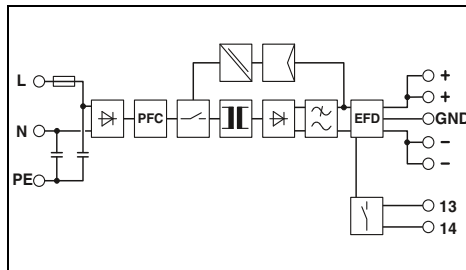 L
N
PE
PFC
EFD
+
+
GND
–
–
13
14